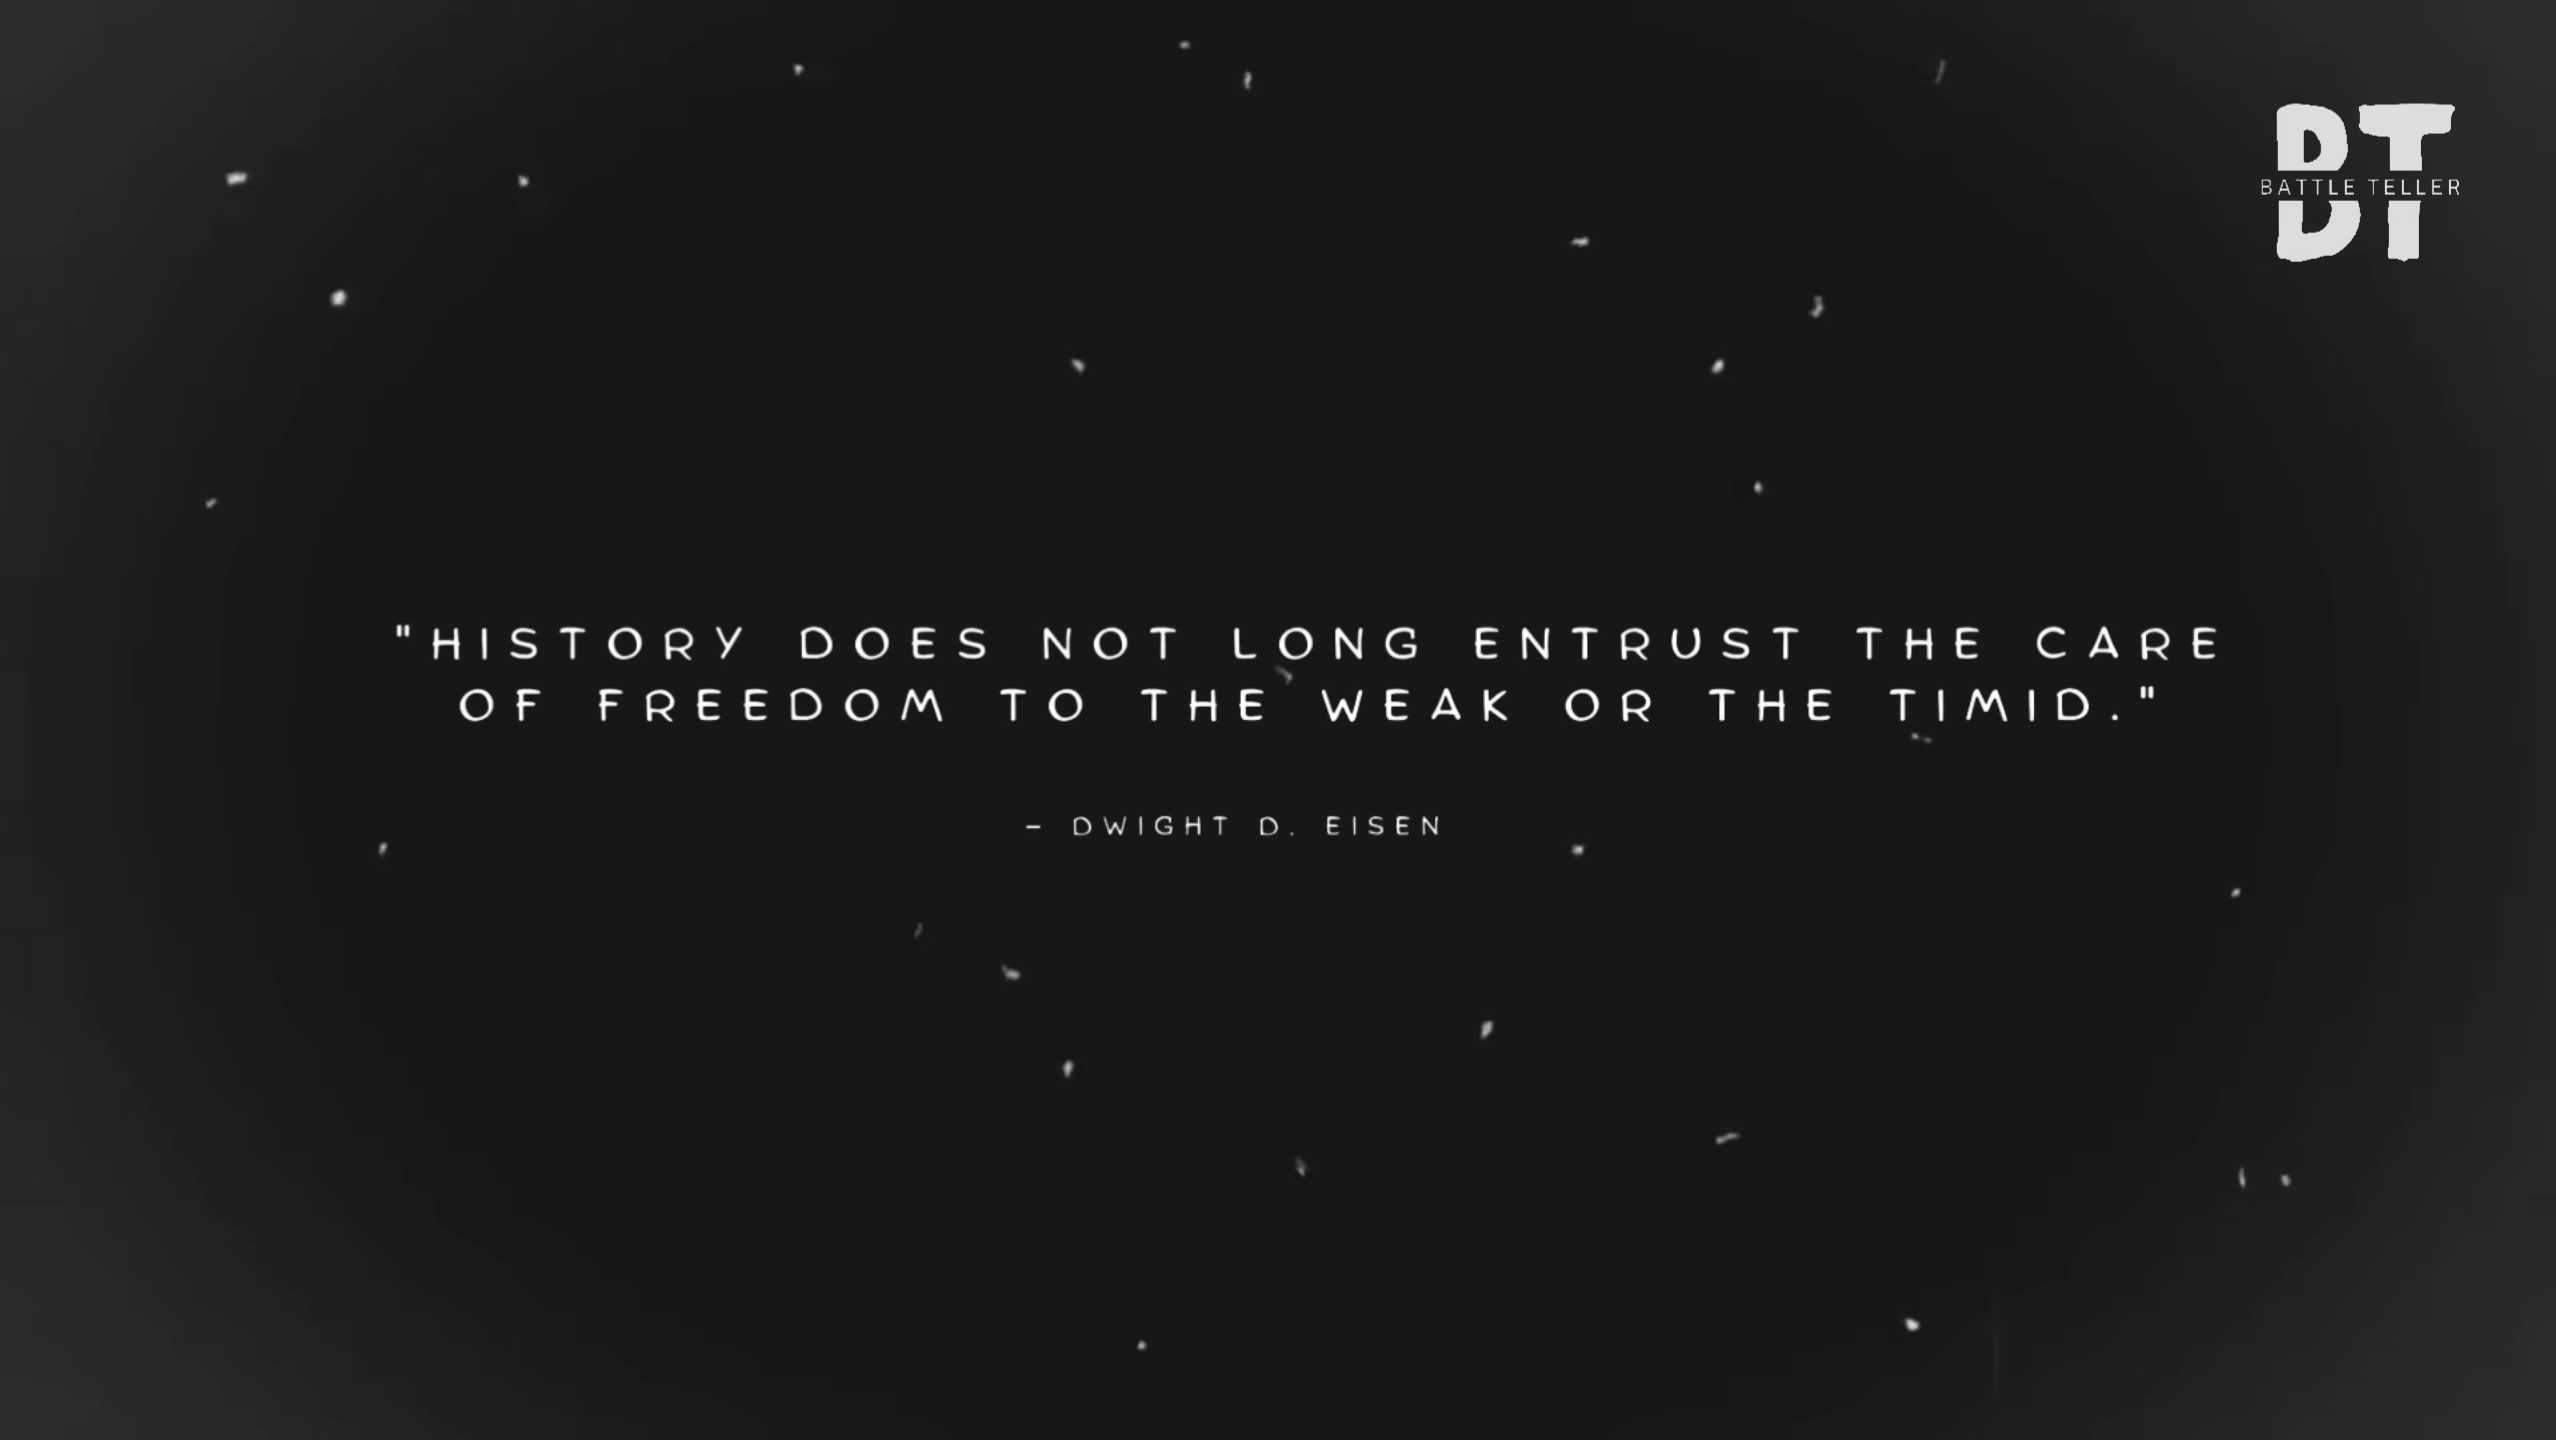 BATTLE TELLER
"HISTORY DOES NOT LONG ENTRUST THE CARE
OF FREEDOM TO THE WEAK OR THE TIMID."
– DWIGHT D. EISEN